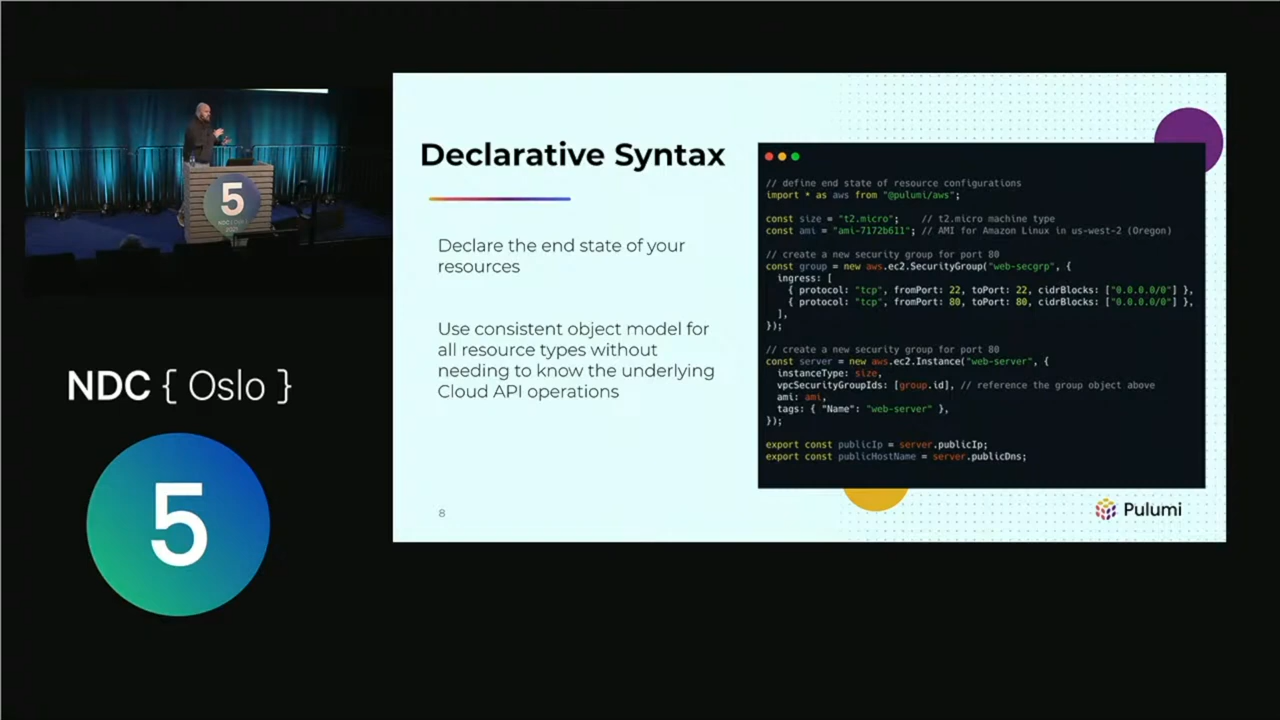 5
NDC { Oslo }
5
Declarative Syntax
Declare the end state of your
resources
Use consistent object model for
all resource types without
needing to know the underlying
Cloud API operations
8
// define end state of resource configurations
import * as aws from "@pulumi/aws";
const size = "t2.micro";    // t2.micro machine type
const ami = "ami-7172b611"; // AMI for Amazon Linux in us-west-2 (Oregon)
// create a new security group for port 80
const group = new aws.ec2.SecurityGroup("web-secgrp", {
  ingress: [
    { protocol: "tcp", fromPort: 22, toPort: 22, cidrBlocks: ["0.0.0.0/0"] },
    { protocol: "tcp", fromPort: 80, toPort: 80, cidrBlocks: ["0.0.0.0/0"] },
  ],
});
// create a new security group for port 80
const server = new aws.ec2.Instance("web-server", {
  instanceType: size,
  vpcSecurityGroupIds: [group.id], // reference the group object above
  ami: ami,
  tags: { "Name": "web-server" },
});
export const publicIp = server.publicIp;
export const publicHostName = server.publicDns;
Pulumi